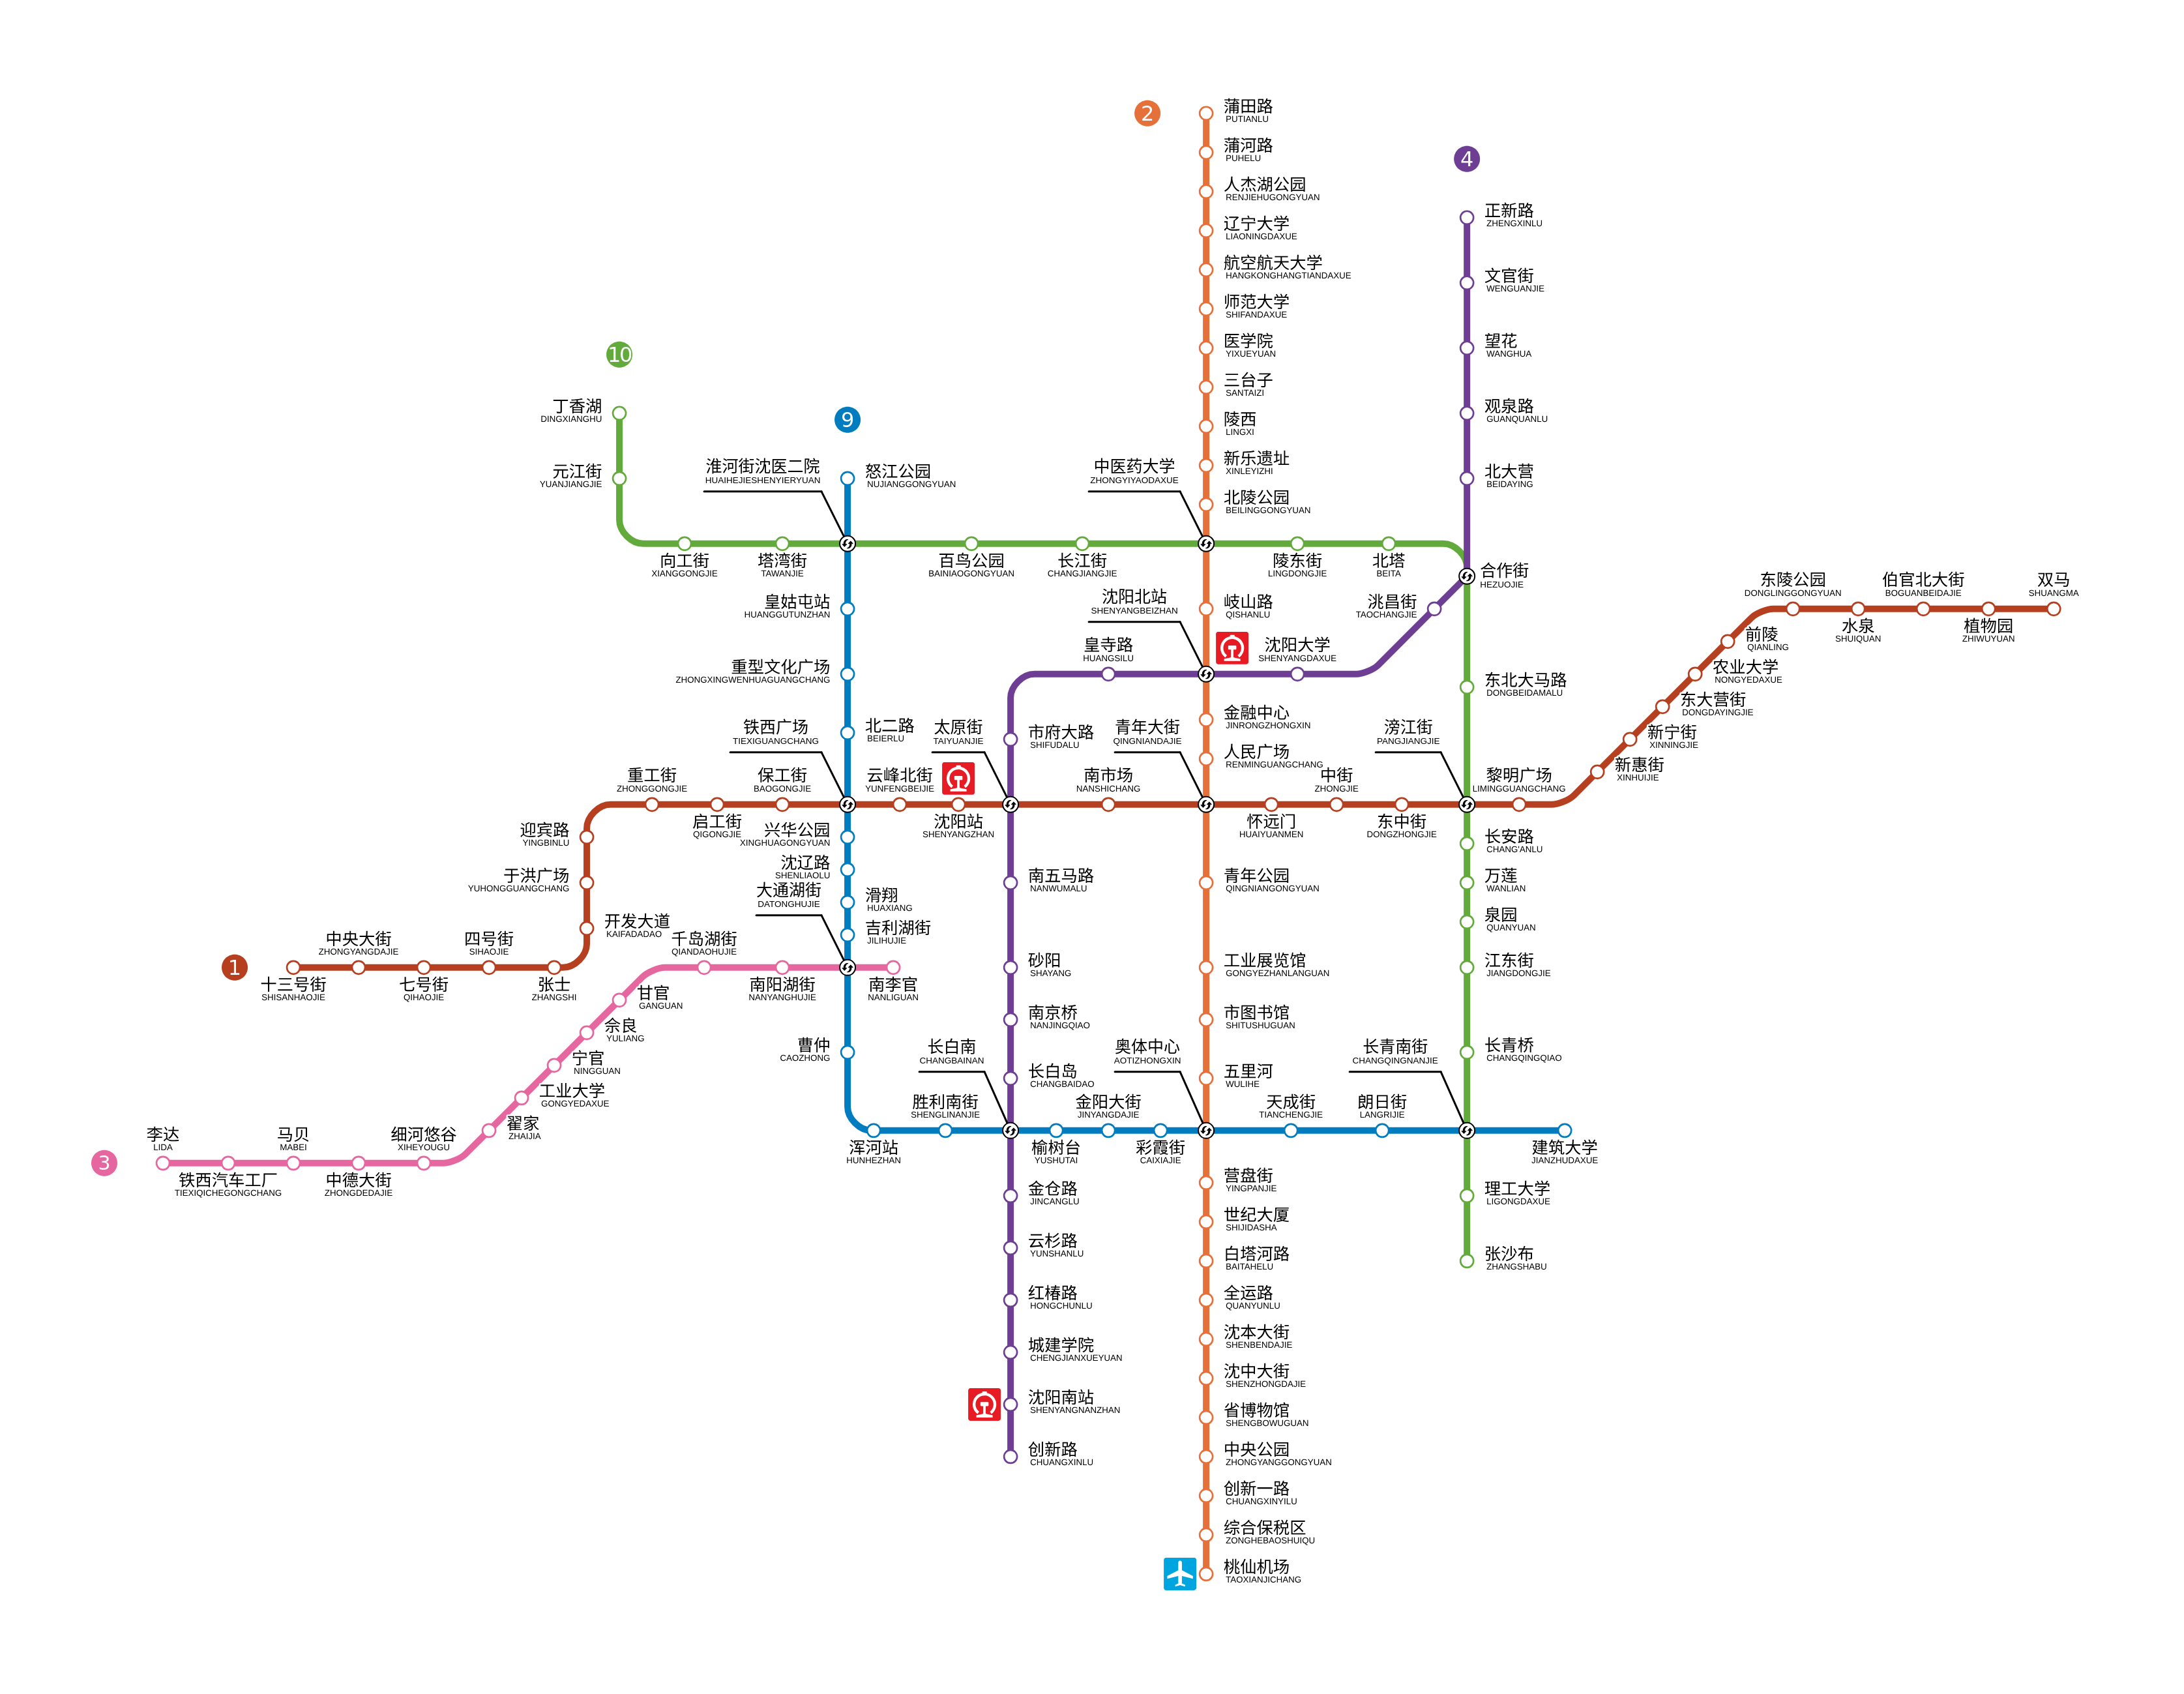 2
蒲田路
PUTIANLU
蒲河路
PUHELU
人杰湖公园
RENJIEHUGONGYUAN
辽宁大学
LIAONINGDAXUE
航空航天大学
HANGKONGHANGTIANDAXUE
师范大学
SHIFANDAXUE
医学院
YIXUEYUAN
三台子
SANTAIZI
陵西
LINGXI
新乐遗址
XINLEYIZHI
北陵公园
BEILINGGONGYUAN
中医药大学
ZHONGYIYAODAXUE
岐山路
QISHANLU
沈阳北站
SHENYANGBEIZHAN
金融中心
JINRONGZHONGXIN
人民广场
RENMINGUANGCHANG
青年大街
QINGNIANDAJIE
青年公园
QINGNIANGONGYUAN
工业展览馆
GONGYEZHANLANGUAN
市图书馆
SHITUSHUGUAN
五里河
WULIHE
奥体中心
AOTIZHONGXIN
营盘街
YINGPANJIE
世纪大厦
SHIJIDASHA
白塔河路
BAITAHELU
全运路
QUANYUNLU
沈本大街
SHENBENDAJIE
沈中大街
SHENZHONGDAJIE
省博物馆
SHENGBOWUGUAN
中央公园
ZHONGYANGGONGYUAN
创新一路
CHUANGXINYILU
综合保税区
ZONGHEBAOSHUIQU
桃仙机场
TAOXIANJICHANG
4
正新路
ZHENGXINLU
文官街
WENGUANJIE
望花
WANGHUA
观泉路
GUANQUANLU
北大营
BEIDAYING
合作街
HEZUOJIE
洮昌街
TAOCHANGJIE
沈阳大学
SHENYANGDAXUE
皇寺路
HUANGSILU
市府大路
SHIFUDALU
太原街
TAIYUANJIE
南五马路
NANWUMALU
砂阳
SHAYANG
南京桥
NANJINGQIAO
长白岛
CHANGBAIDAO
长白南
CHANGBAINAN
金仓路
JINCANGLU
云杉路
YUNSHANLU
红椿路
HONGCHUNLU
城建学院
CHENGJIANXUEYUAN
沈阳南站
SHENYANGNANZHAN
创新路
CHUANGXINLU
10
丁香湖
DINGXIANGHU
元江街
YUANJIANGJIE
向工街
XIANGGONGJIE
塔湾街
TAWANJIE
淮河街沈医二院
HUAIHEJIESHENYIERYUAN
百鸟公园
BAINIAOGONGYUAN
长江街
CHANGJIANGJIE
陵东街
LINGDONGJIE
北塔
BEITA
东北大马路
DONGBEIDAMALU
滂江街
PANGJIANGJIE
长安路
CHANG'ANLU
万莲
WANLIAN
泉园
QUANYUAN
江东街
JIANGDONGJIE
长青桥
CHANGQINGQIAO
长青南街
CHANGQINGNANJIE
理工大学
LIGONGDAXUE
张沙布
ZHANGSHABU
9
怒江公园
NUJIANGGONGYUAN
皇姑屯站
HUANGGUTUNZHAN
重型文化广场
ZHONGXINGWENHUAGUANGCHANG
北二路
BEIERLU
铁西广场
TIEXIGUANGCHANG
兴华公园
XINGHUAGONGYUAN
沈辽路
SHENLIAOLU
滑翔
HUAXIANG
吉利湖街
JILIHUJIE
大通湖街
DATONGHUJIE
曹仲
CAOZHONG
浑河站
HUNHEZHAN
胜利南街
SHENGLINANJIE
榆树台
YUSHUTAI
金阳大街
JINYANGDAJIE
彩霞街
CAIXIAJIE
天成街
TIANCHENGJIE
朗日街
LANGRIJIE
建筑大学
JIANZHUDAXUE
1
十三号街
SHISANHAOJIE
中央大街
ZHONGYANGDAJIE
七号街
QIHAOJIE
四号街
SIHAOJIE
张士
ZHANGSHI
开发大道
KAIFADADAO
于洪广场
YUHONGGUANGCHANG
迎宾路
YINGBINLU
重工街
ZHONGGONGJIE
启工街
QIGONGJIE
保工街
BAOGONGJIE
云峰北街
YUNFENGBEIJIE
沈阳站
SHENYANGZHAN
南市场
NANSHICHANG
怀远门
HUAIYUANMEN
中街
ZHONGJIE
东中街
DONGZHONGJIE
黎明广场
LIMINGGUANGCHANG
新惠街
XINHUIJIE
新宁街
XINNINGJIE
东大营街
DONGDAYINGJIE
农业大学
NONGYEDAXUE
前陵
QIANLING
东陵公园
DONGLINGGONGYUAN
水泉
SHUIQUAN
伯官北大街
BOGUANBEIDAJIE
植物园
ZHIWUYUAN
双马
SHUANGMA
3
李达
LIDA
铁西汽车工厂
TIEXIQICHEGONGCHANG
马贝
MABEI
中德大街
ZHONGDEDAJIE
细河悠谷
XIHEYOUGU
翟家
ZHAIJIA
工业大学
GONGYEDAXUE
宁官
NINGGUAN
佘良
YULIANG
甘官
GANGUAN
千岛湖街
QIANDAOHUJIE
南阳湖街
NANYANGHUJIE
南李官
NANLIGUAN